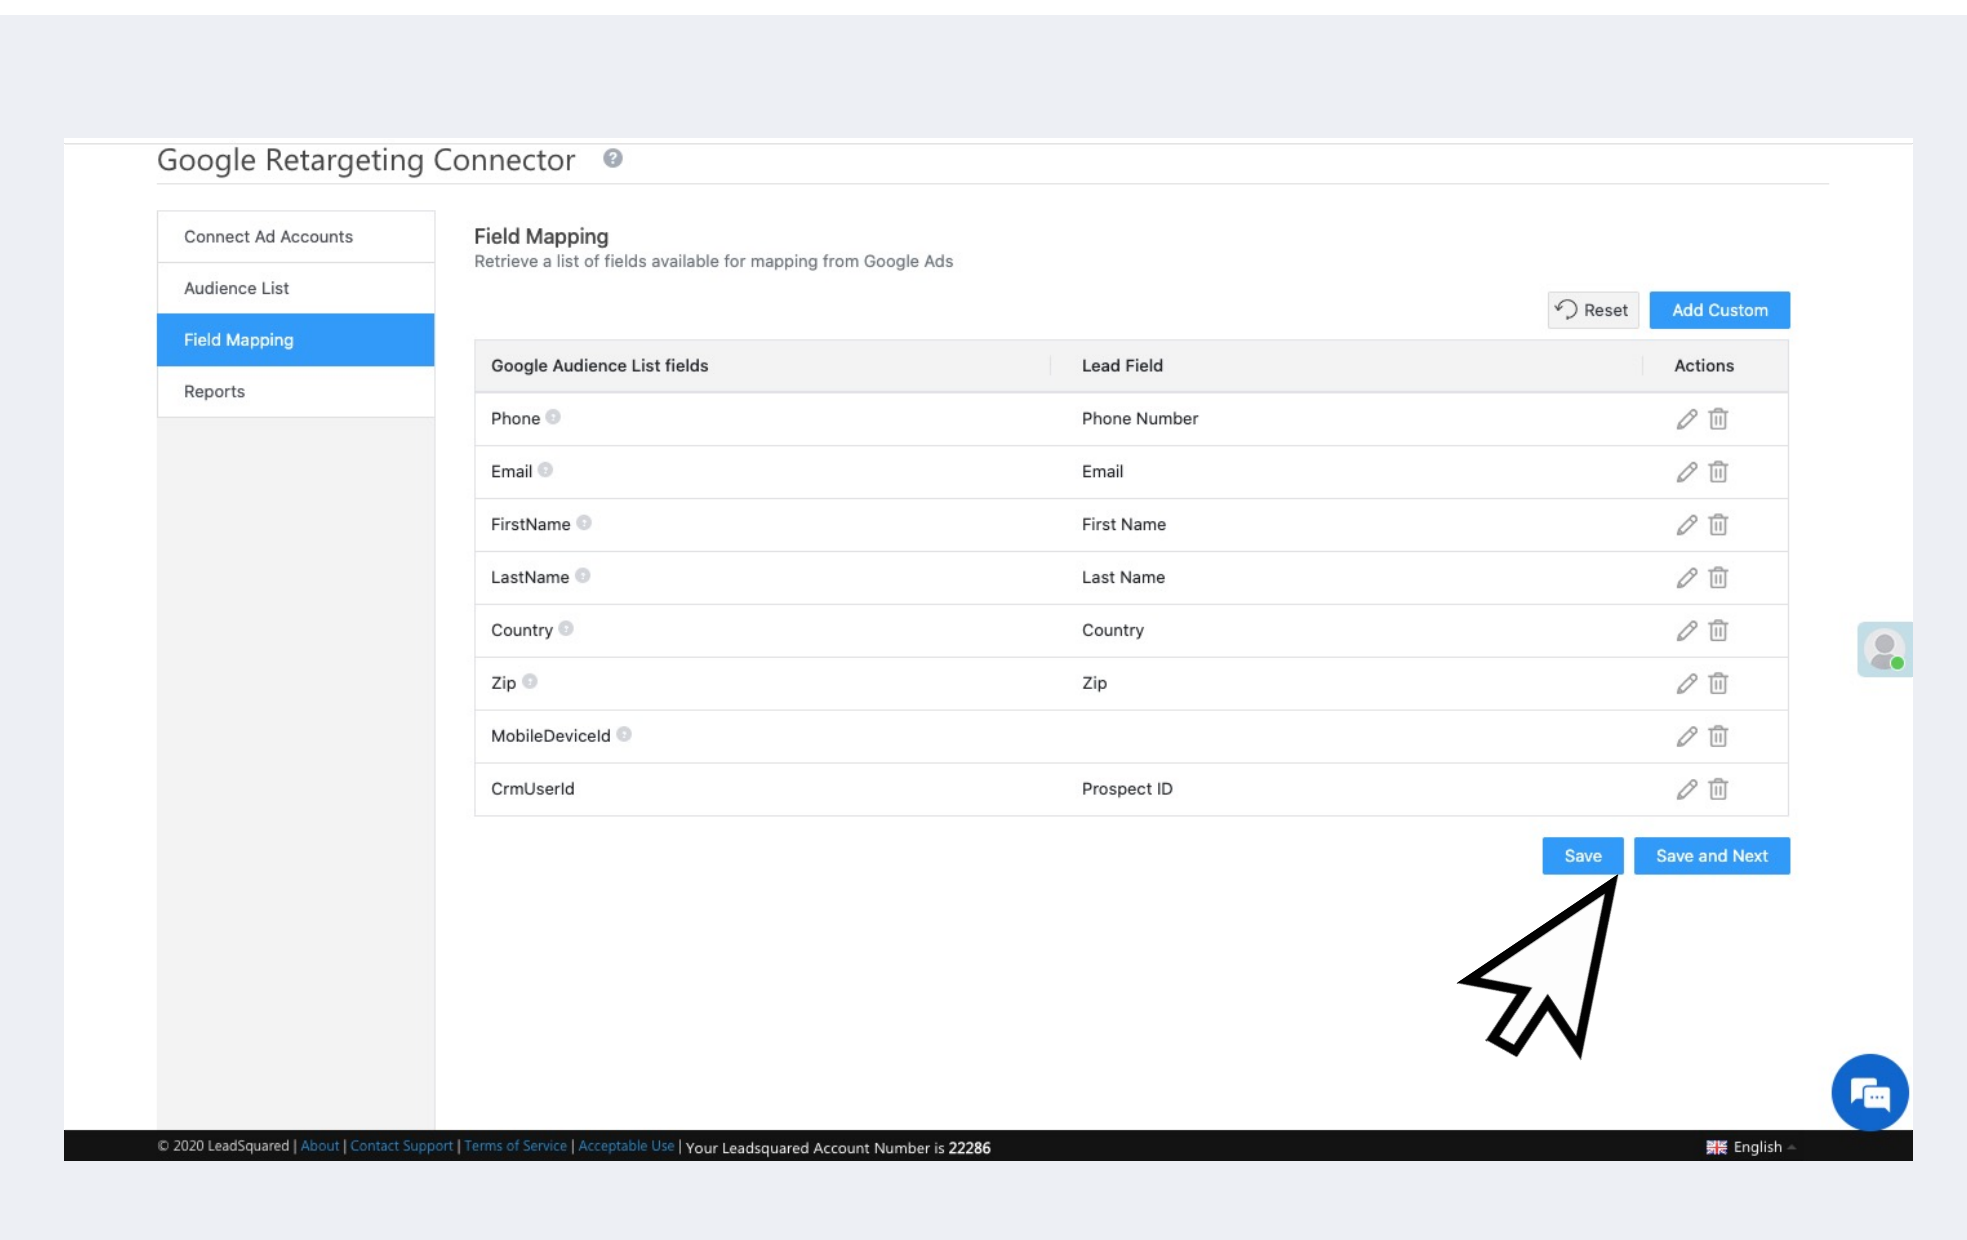 Google Retargeting Connector ?
Connect Ad Accounts
Audience List
Field Mapping
Reports
Field Mapping
Retrieve a list of fields available for mapping from Google Ads
Reset Add Custom
Google Audience List fields Lead Field Actions
Phone Phone Number
Email Email
FirstName First Name
LastName Last Name
Country Country
Zip Zip
MobileDeviceId
CrmUserId Prospect ID
Save Save and Next
© 2020 LeadSquared | About | Contact Support | Terms of Service | Acceptable Use | Your Leadsquared Account Number is 22286 English